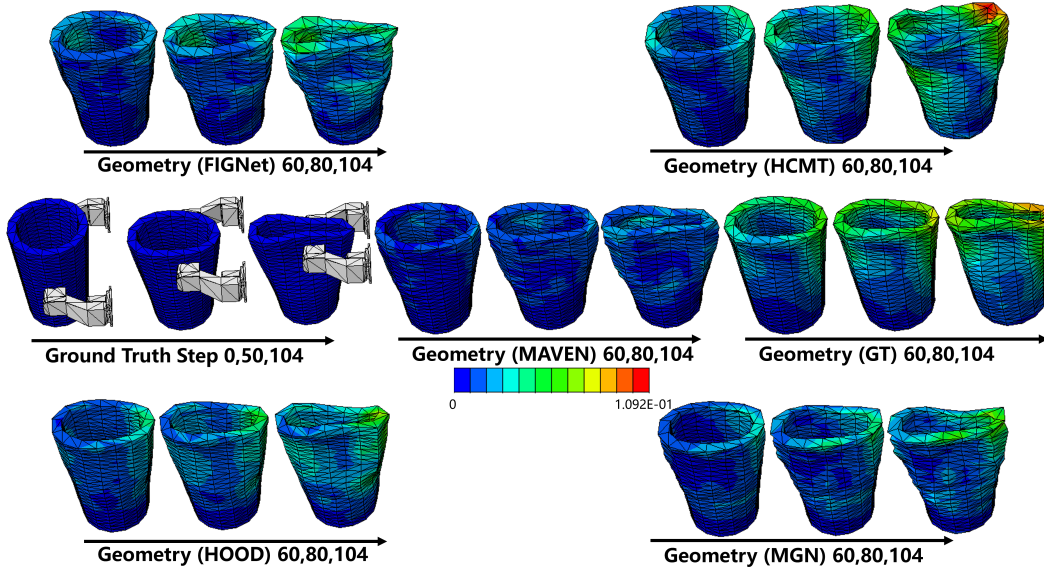 Geometry (FIGNet) 60,80,104
Geometry (HCMT) 60,80,104
Ground Truth Step 0,50,104
Geometry (MAVEN) 60,80,104
Geometry (GT) 60,80,104
0
1.092E-01
Geometry (HOOD) 60,80,104
Geometry (MGN) 60,80,104